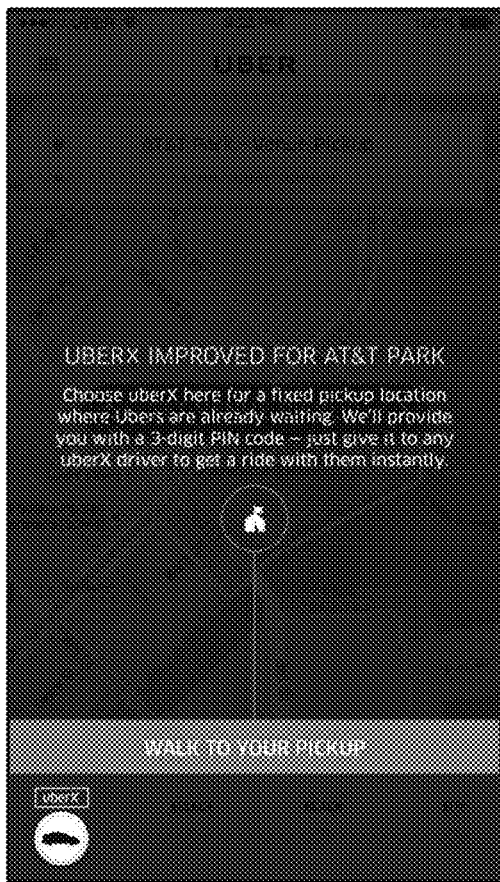 UBER
UBERX IMPROVED FOR AT&T PARK
Choose uberX here for a fixed pickup location
where Ubers are already waiting. We'll provide
you with a 3-digit PIN code – just give it to any
uberX driver to get a ride with them instantly.
WALK TO YOUR PICKUP
uberX